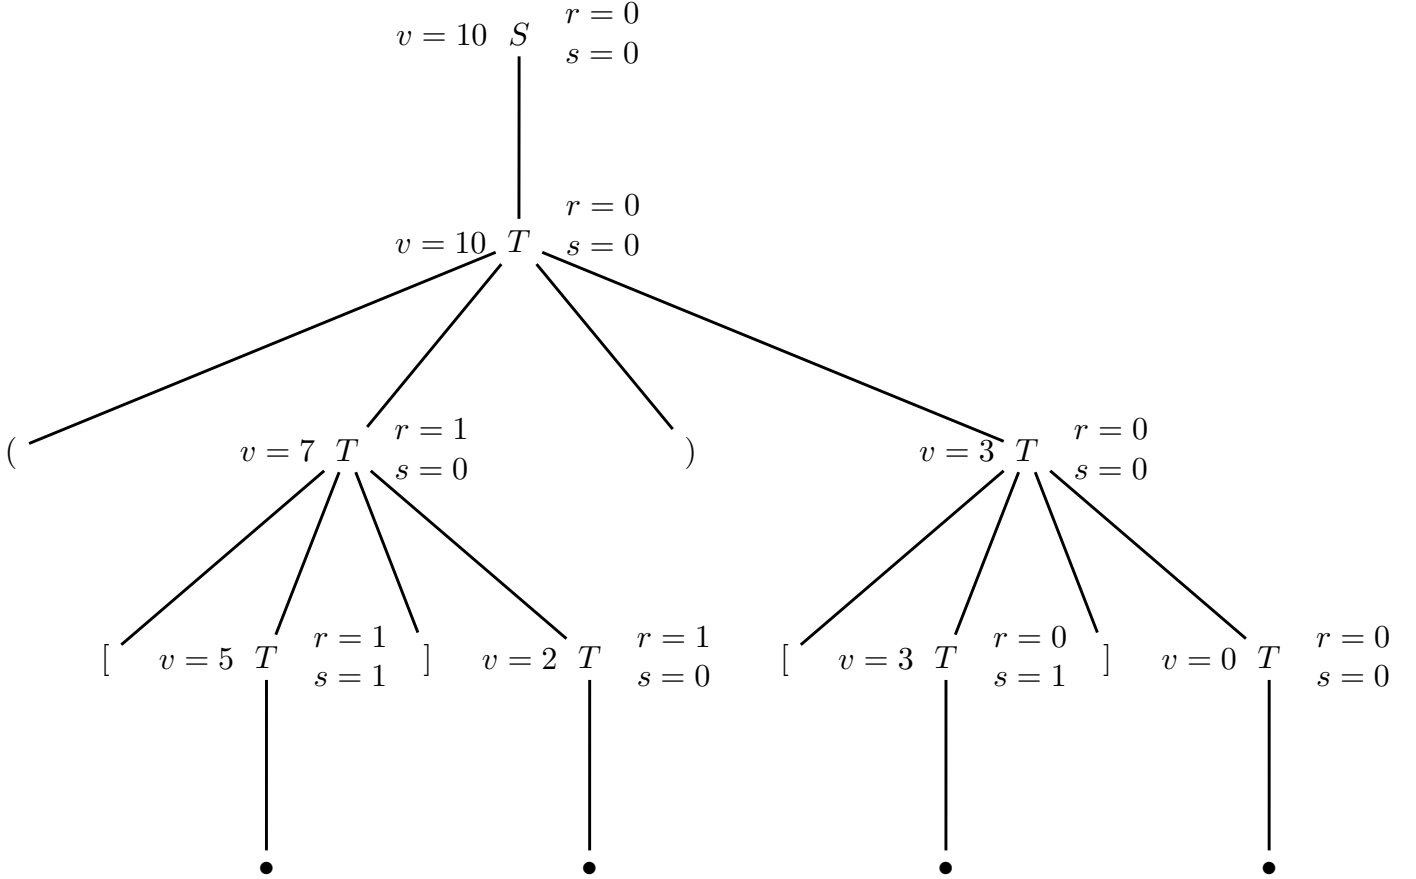 r = 0
v = 10 S
s = 0
r = 0
v = 10 T
s = 0
r = 1
r = 0
( v = 7 T ) v = 3 T
s = 0
s = 0
r = 1
r = 1
r = 0
r = 0
[ v = 5 T ] v = 2 T [ v = 3 T ] v = 0 T
s = 1
s = 0
s = 1
s = 0